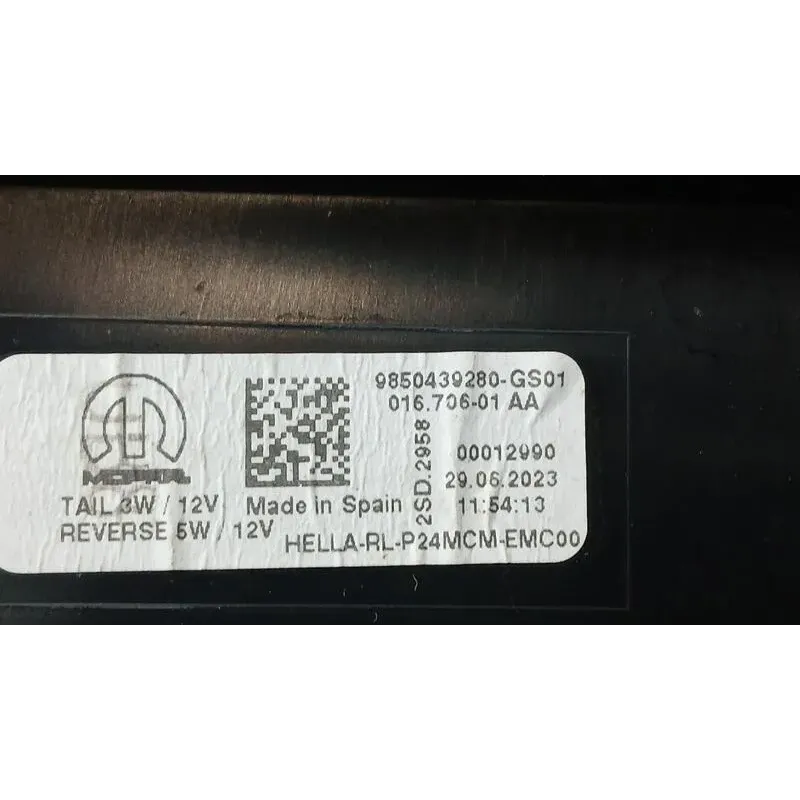 MOPAR
TAIL 3W / 12V
REVERSE 5W / 12V
Made in Spain
9850439280-GS01
016.706-01 AA
2SD.2958
00012990
29.06.2023
11:54:13
HELLA-RL-P24MCM-EMC00